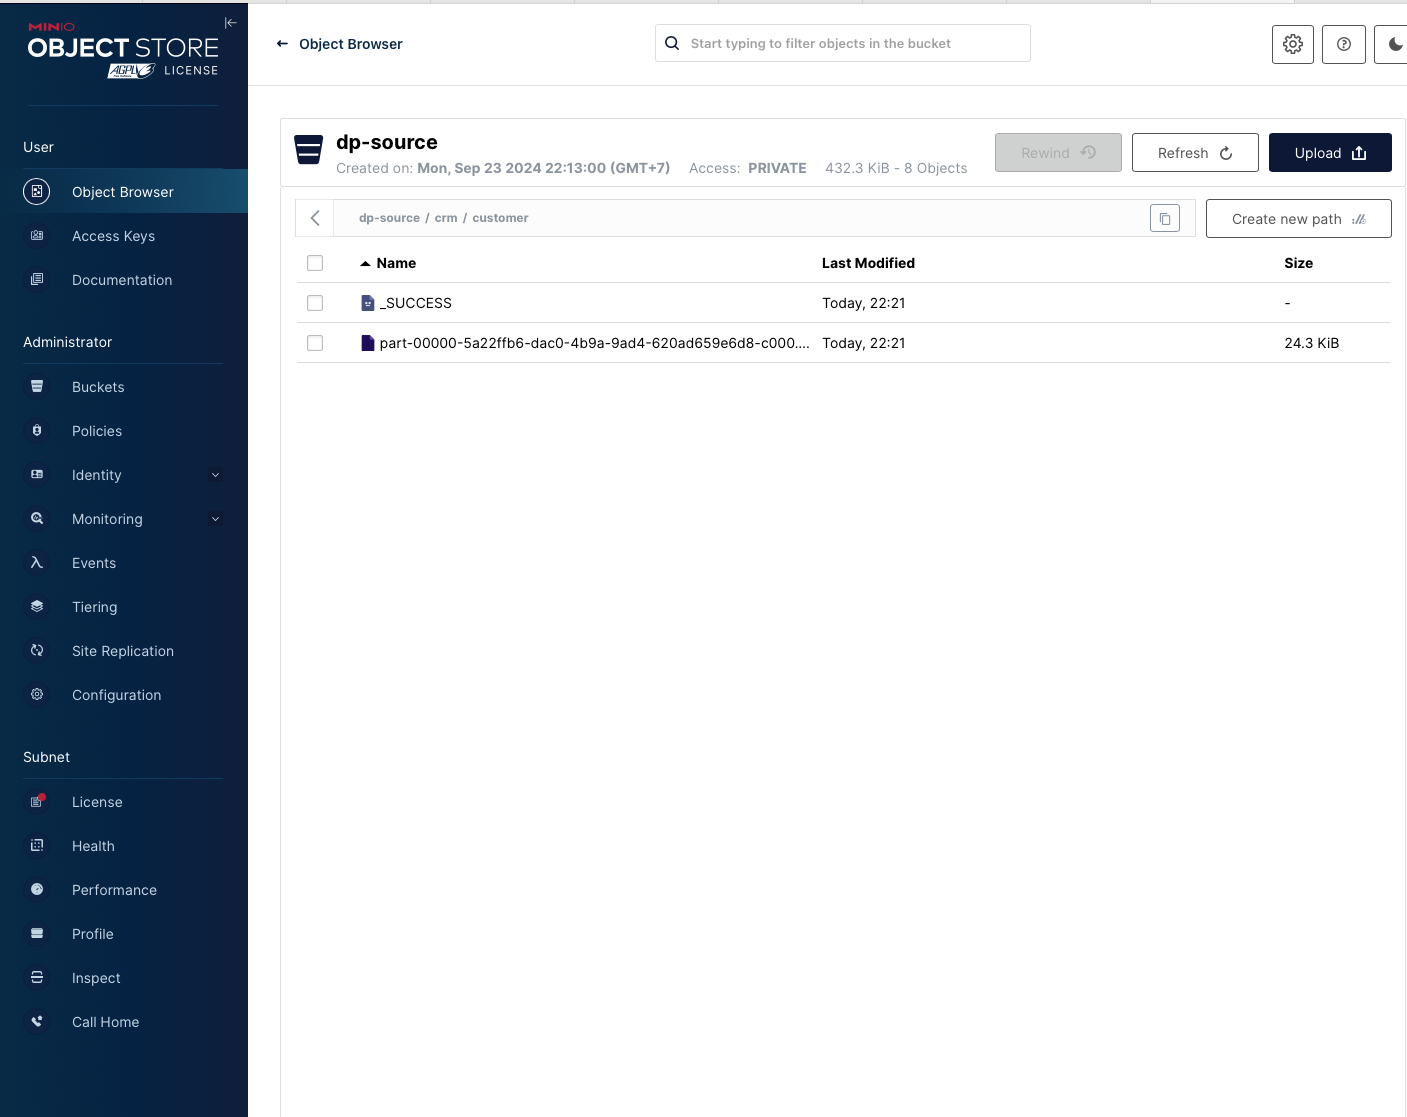 MINIO
OBJECT STORE
AGPLv3 LICENSE
User
Object Browser
Access Keys
Documentation
Administrator
Buckets
Policies
Identity
Monitoring
Events
Tiering
Site Replication
Configuration
Subnet
License
Health
Performance
Profile
Inspect
Call Home
Object Browser
Start typing to filter objects in the bucket
dp-source
Created on: Mon, Sep 23 2024 22:13:00 (GMT+7) Access: PRIVATE 432.3 KiB - 8 Objects
Rewind
Refresh
Upload
dp-source / crm / customer
Create new path
Name Last Modified Size
_SUCCESS Today, 22:21 -
part-00000-5a22ffb6-dac0-4b9a-9ad4-620ad659e6d8-c000.... Today, 22:21 24.3 KiB